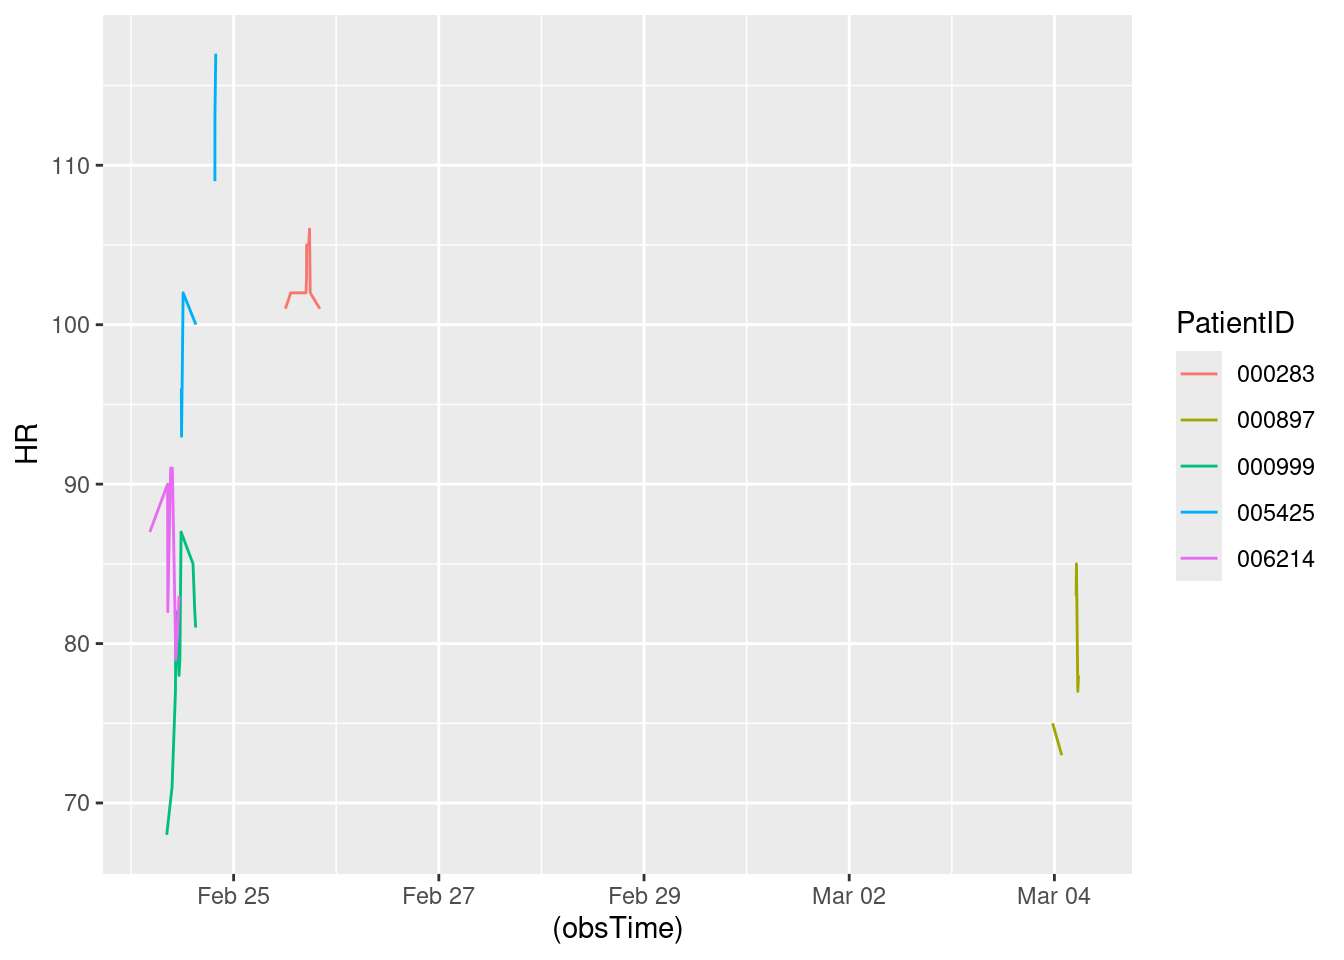 110
100
90
80
70
HR
Feb 25
Feb 27
Feb 29
Mar 02
Mar 04
(obsTime)
PatientID
000283
000897
000999
005425
006214